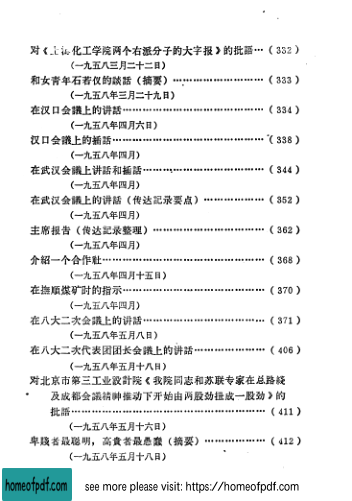 对《上海化工学院两个右派分子的大字报》的批語…（332）
（一九五八年三月二十二日）
和女青年石若仪的談話（摘要）………………（333）
（一九五八年三月二十九日）
在汉口会議上的讲話………………………………（334）
（一九五八年四月六日）
汉口会議上的插話…………………………………（338）
（一九五八年四月）
在武汉会議上讲話和插話…………………………（344）
（一九五八年四月）
在武汉会議上的讲話（传达記录要点）…………（352）
（一九五八年四月）
主席报告（传达記录整理）………………………（362）
（一九五八年四月）
介紹一个合作社……………………………………（368）
（一九五八年四月十五日）
在撫順煤矿时的指示………………………………（370）
（一九五八年四月）
在八大二次会議上的讲話…………………………（371）
（一九五八年五月八日）
在八大二次代表团团长会議上的讲話……………（406）
（一九五八年五月十八日）
对北京市第三工业設計院《我院同志和苏联专家在总路綫
及成都会議精神推动下开始由两股劲扭成一股劲》的
批語…………………………………………………（411）
（一九五八年五月十六日）
卑賎者最聪明，高貴者最愚蠢（摘要）…………（412）
（一九五八年五月十八日）
homeofpdf.com
see more please visit: https://homeofpdf.com